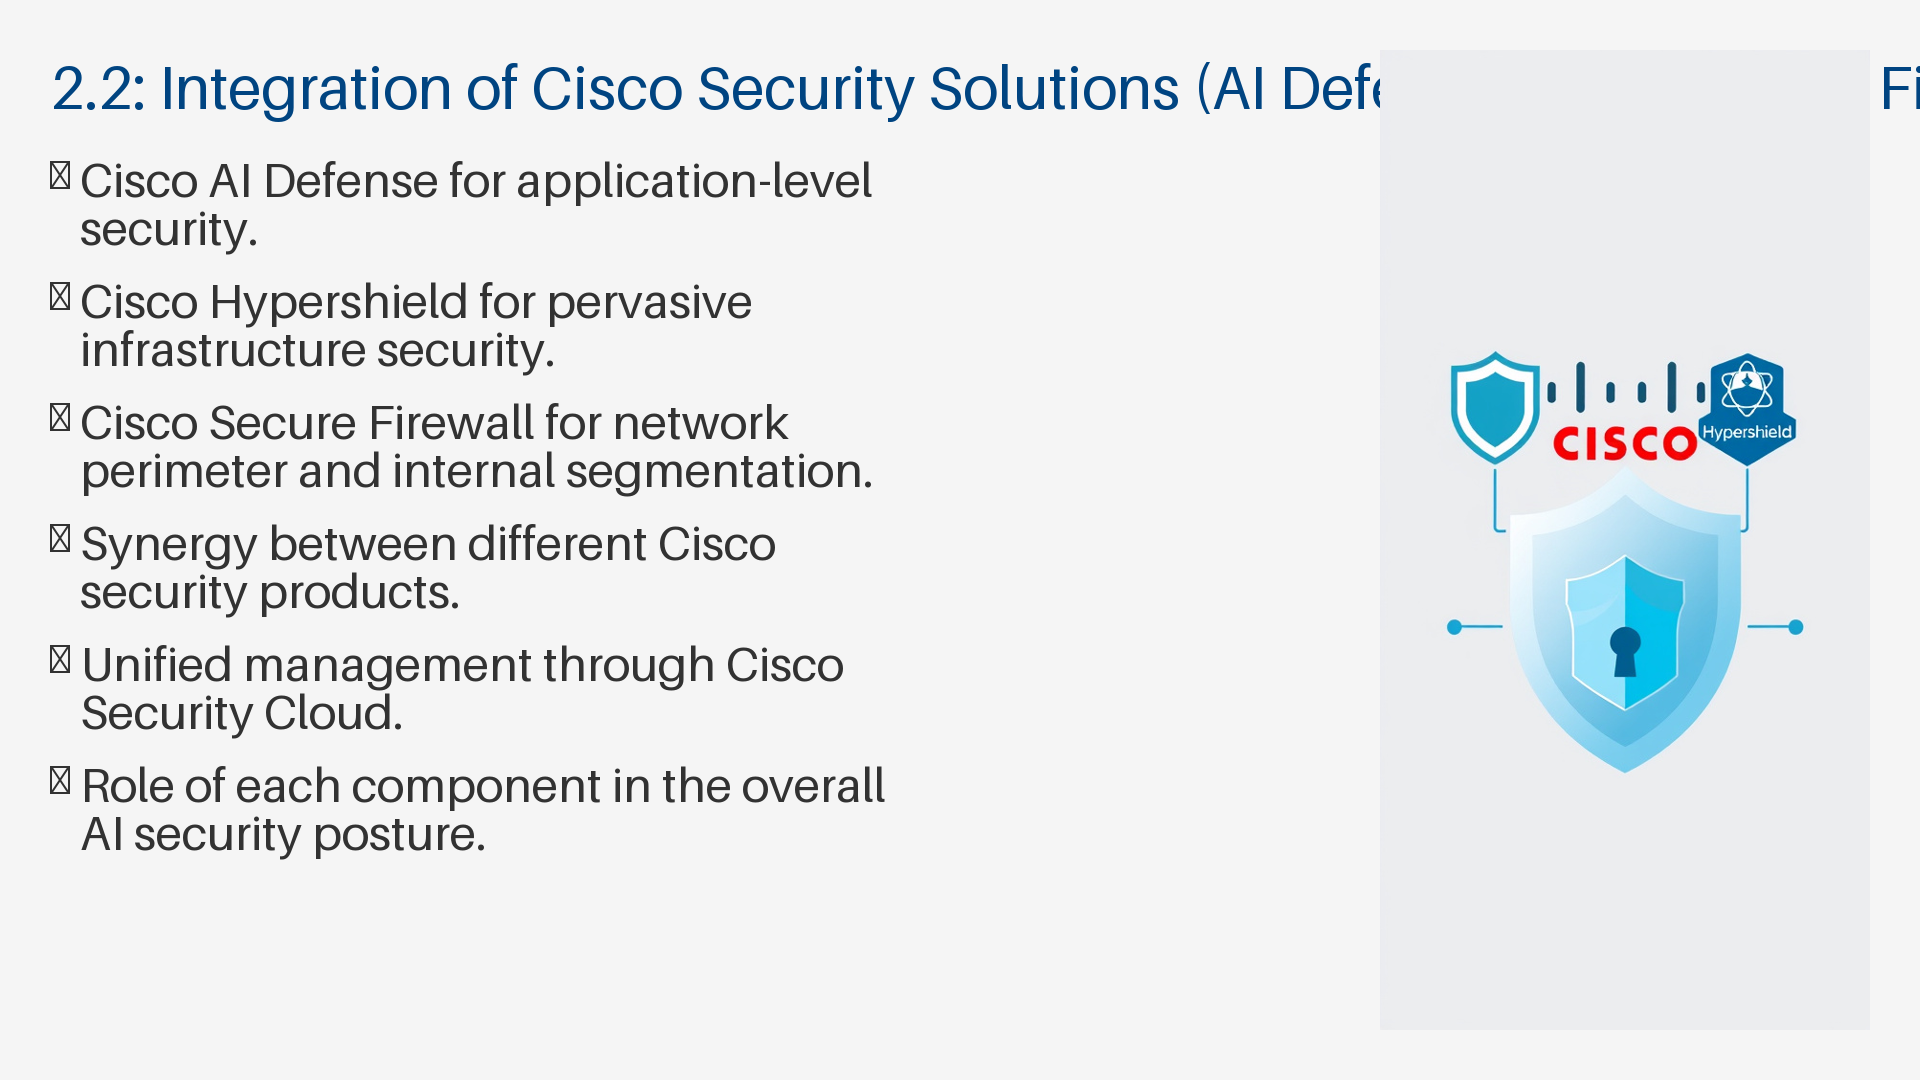 2.2: Integration of Cisco Security Solutions (AI Defe Fi
Cisco AI Defense for application-level
security.
Cisco Hypershield for pervasive
infrastructure security.
Cisco Secure Firewall for network
perimeter and internal segmentation.
Synergy between different Cisco
security products.
Unified management through Cisco
Security Cloud.
Role of each component in the overall
AI security posture.
CISCO
Hypershield